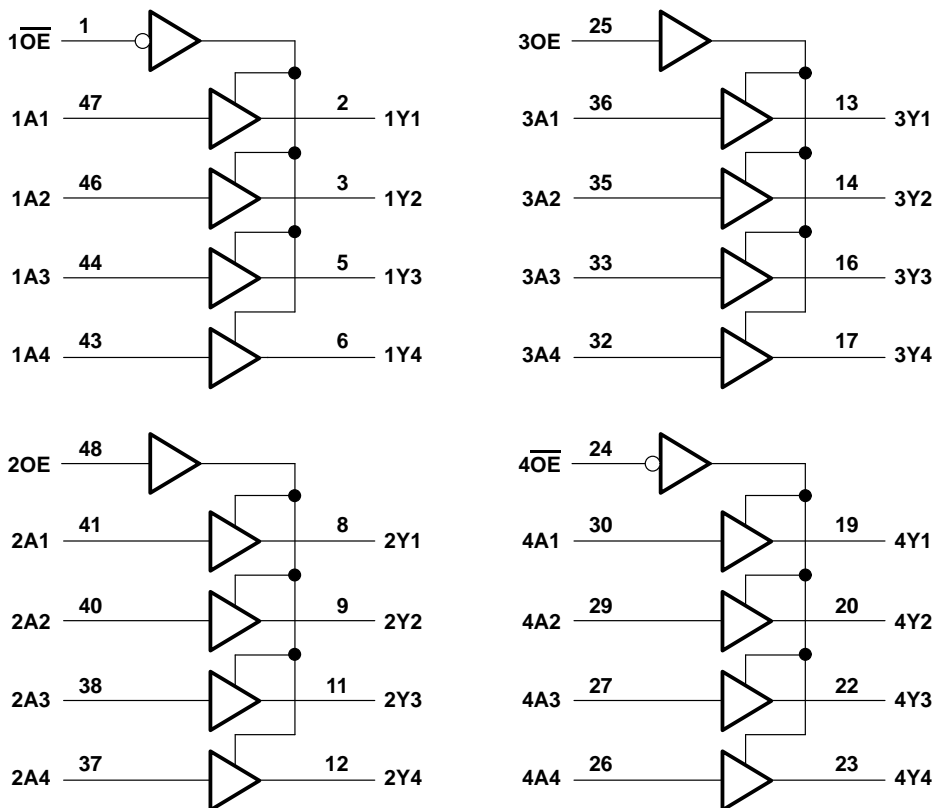 1O̅E̅ 1 3OE 25
1A1 47 2 1Y1 3A1 36 13 3Y1
1A2 46 3 1Y2 3A2 35 14 3Y2
1A3 44 5 1Y3 3A3 33 16 3Y3
1A4 43 6 1Y4 3A4 32 17 3Y4
2OE 48 4O̅E̅ 24
2A1 41 8 2Y1 4A1 30 19 4Y1
2A2 40 9 2Y2 4A2 29 20 4Y2
2A3 38 11 2Y3 4A3 27 22 4Y3
2A4 37 12 2Y4 4A4 26 23 4Y4